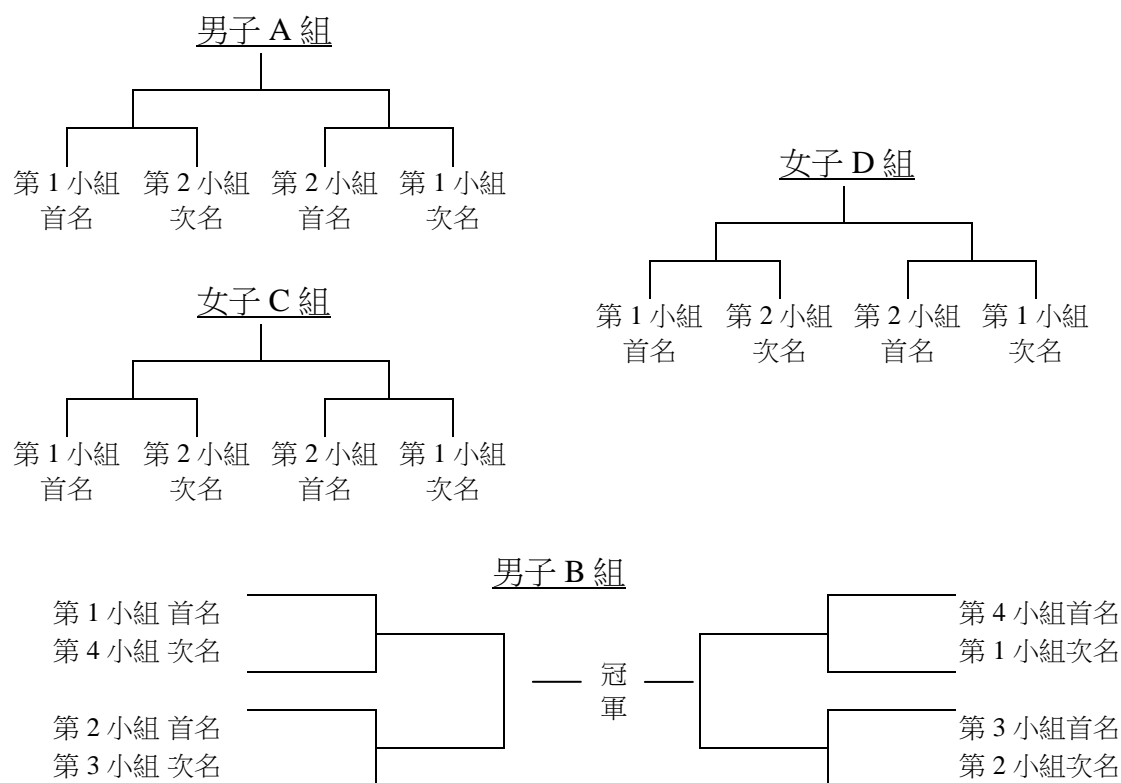 男子 A 組
第 1 小組 第 2 小組 第 2 小組 第 1 小組
首名 次名 首名 次名
女子 D 組
第 1 小組 第 2 小組 第 2 小組 第 1 小組
首名 次名 首名 次名
女子 C 組
第 1 小組 第 2 小組 第 2 小組 第 1 小組
首名 次名 首名 次名
男子 B 組
第 1 小組 首名
第 4 小組 次名
第 2 小組 首名
第 3 小組 次名
冠
軍
第 4 小組首名
第 1 小組次名
第 3 小組首名
第 2 小組次名